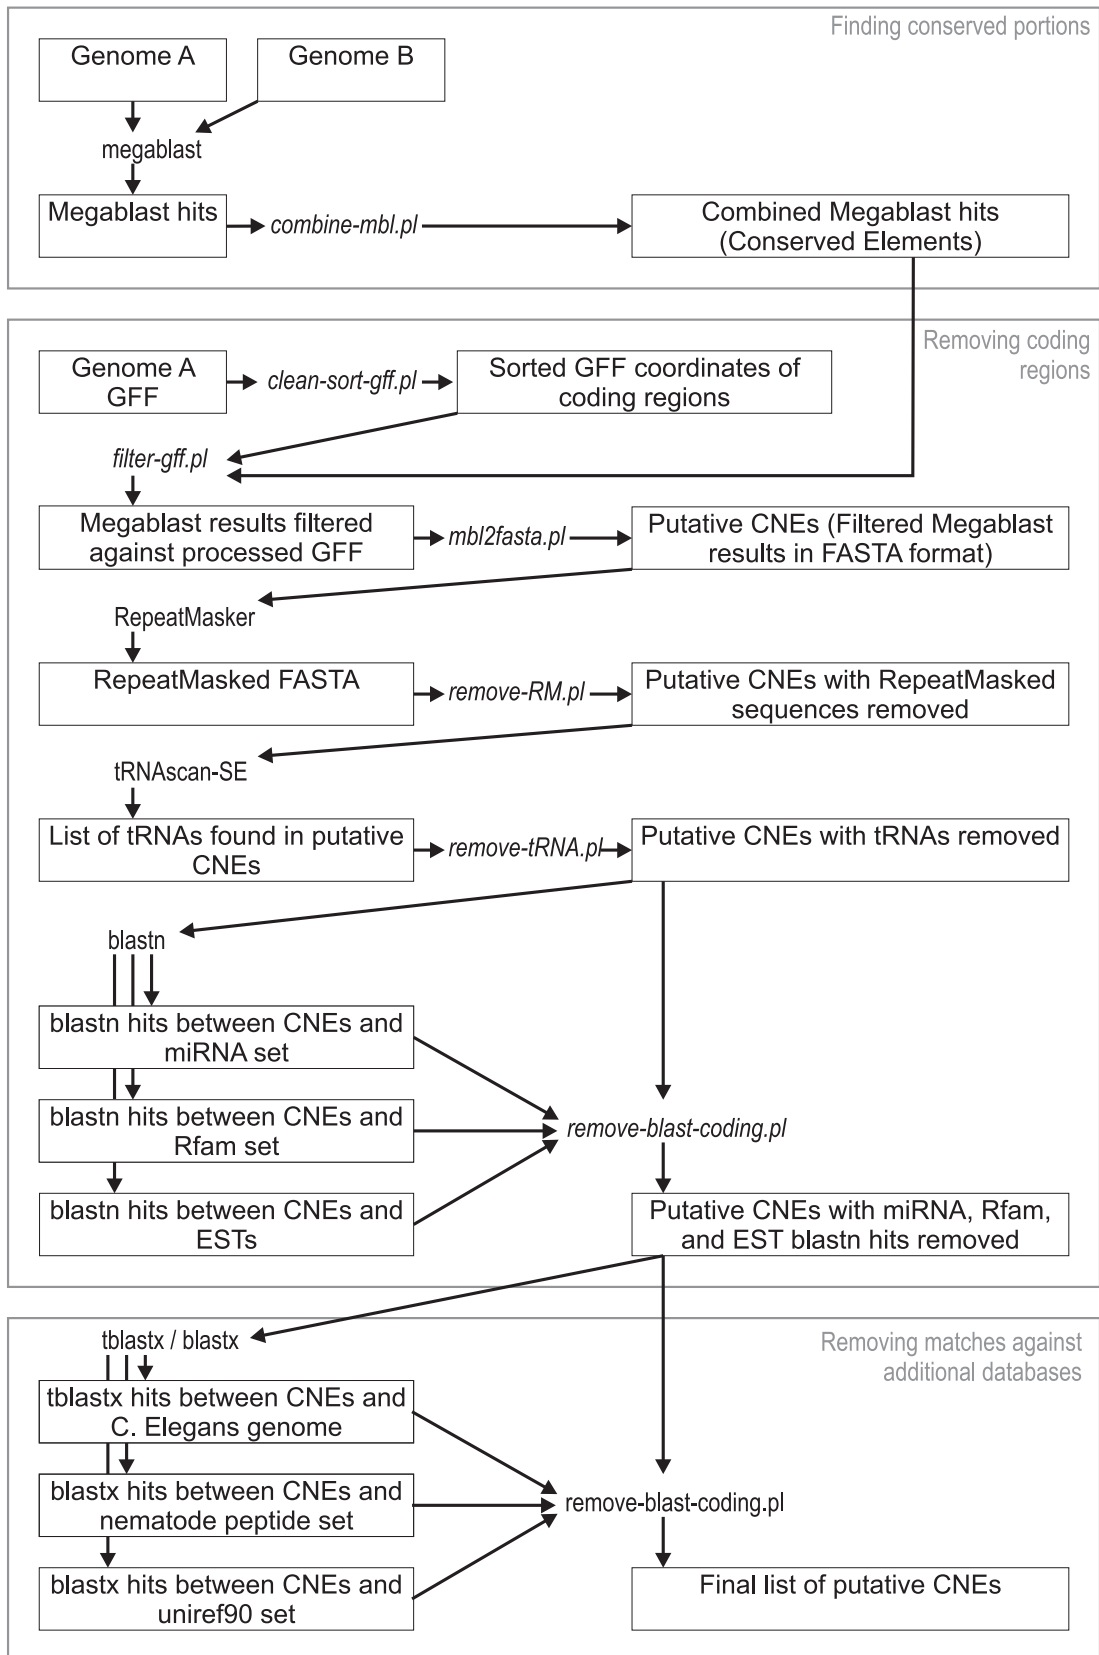 Finding conserved portions
Genome A
Genome B
megablast
Megablast hits
combine-mbl.pl
Combined Megablast hits
(Conserved Elements)
Removing coding
regions
Genome A
GFF
clean-sort-gff.pl
Sorted GFF coordinates of
coding regions
filter-gff.pl
Megablast results filtered
against processed GFF
mbl2fasta.pl
Putative CNEs (Filtered Megablast
results in FASTA format)
RepeatMasker
RepeatMasked FASTA
remove-RM.pl
Putative CNEs with RepeatMasked
sequences removed
tRNAscan-SE
List of tRNAs found in putative
CNEs
remove-tRNA.pl
Putative CNEs with tRNAs removed
blastn
blastn hits between CNEs and
miRNA set
blastn hits between CNEs and
Rfam set
remove-blast-coding.pl
blastn hits between CNEs and
ESTs
Putative CNEs with miRNA, Rfam,
and EST blastn hits removed
Removing matches against
additional databases
tblastx / blastx
tblastx hits between CNEs and
C. Elegans genome
blastx hits between CNEs and
nematode peptide set
remove-blast-coding.pl
blastx hits between CNEs and
uniref90 set
Final list of putative CNEs